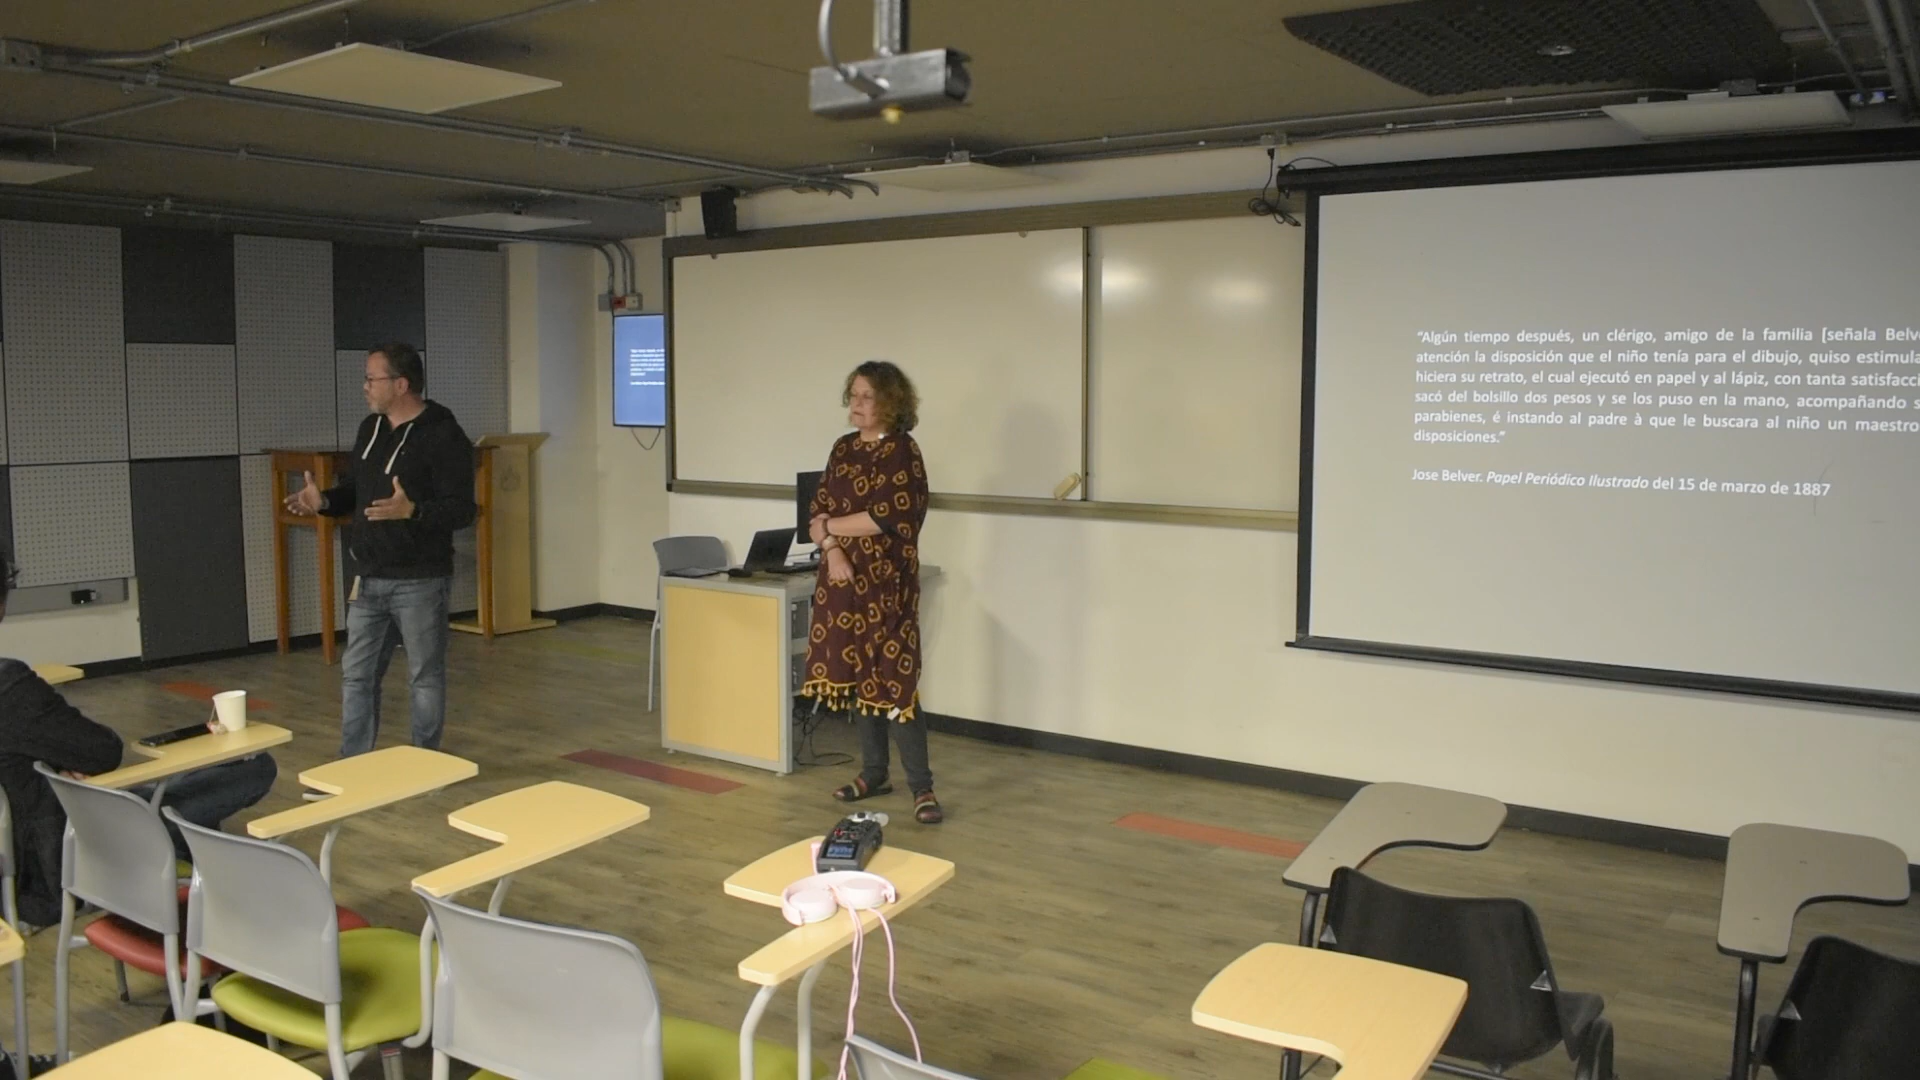 “Algún tiempo después, un clérigo, amigo de la familia [señala Belv
atención la disposición que el niño tenía para el dibujo, quiso estimula
hiciera su retrato, el cual ejecutó en papel y al lápiz, con tanta satisfacci
sacó del bolsillo dos pesos y se los puso en la mano, acompañando s
parabienes, é instando al padre à que le buscara al niño un maestro
disposiciones.”
Jose Belver. Papel Periódico Ilustrado del 15 de marzo de 1887